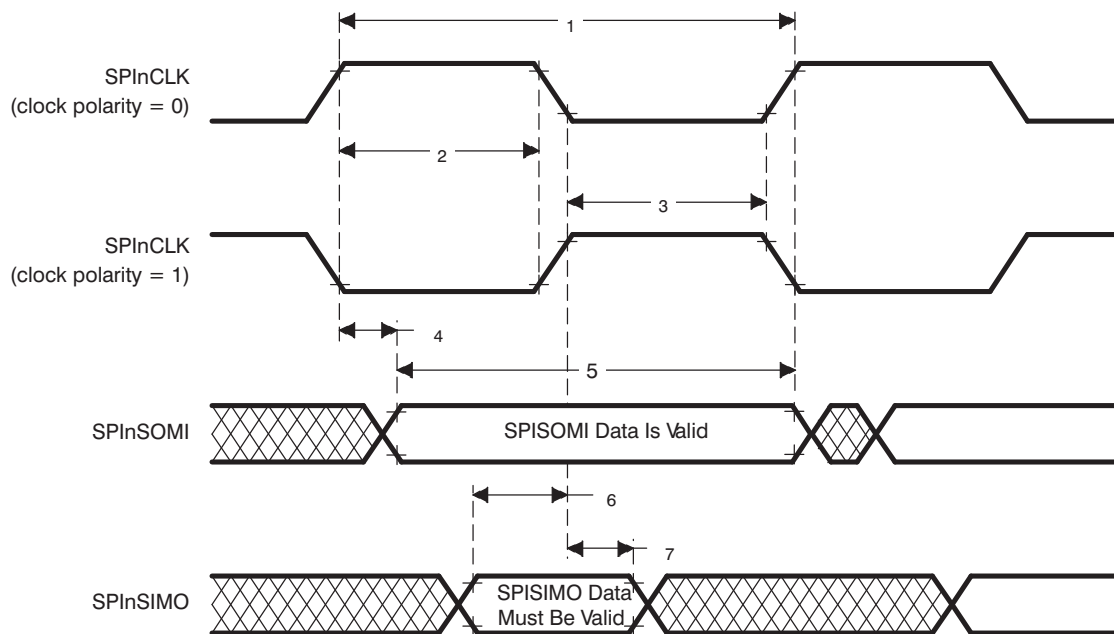 1
SPInCLK
(clock polarity = 0)
2
3
SPInCLK
(clock polarity = 1)
4
5
SPInSOMI
SPISOMI Data Is Valid
6
7
SPInSIMO
SPISIMO Data
Must Be Valid